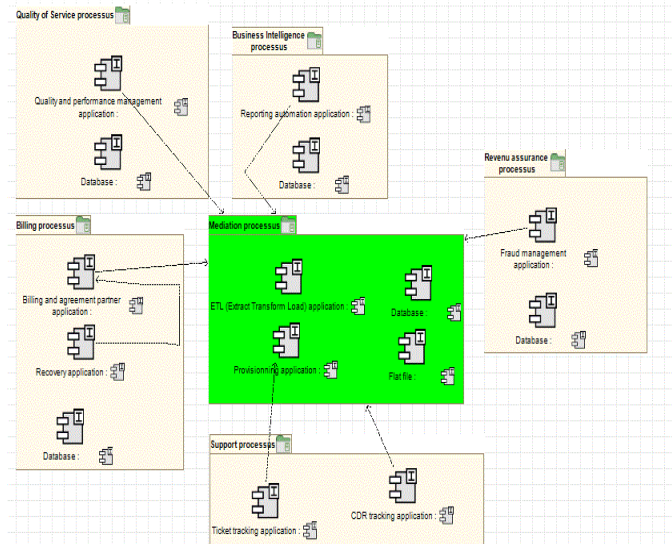 Quality of Service processus
Quality and performance management
application :
Database :
Business Intelligence
processus
Reporting automation application :
Database :
Revenu assurance
processus
Fraud management
application :
Database :
Billing processus
Billing and agreement partner
application :
Recovery application :
Database :
Mediation processus
ETL (Extract Transform Load) application :
Database :
Provisionning application :
Flat file :
Support processus
Ticket tracking application :
CDR tracking application :